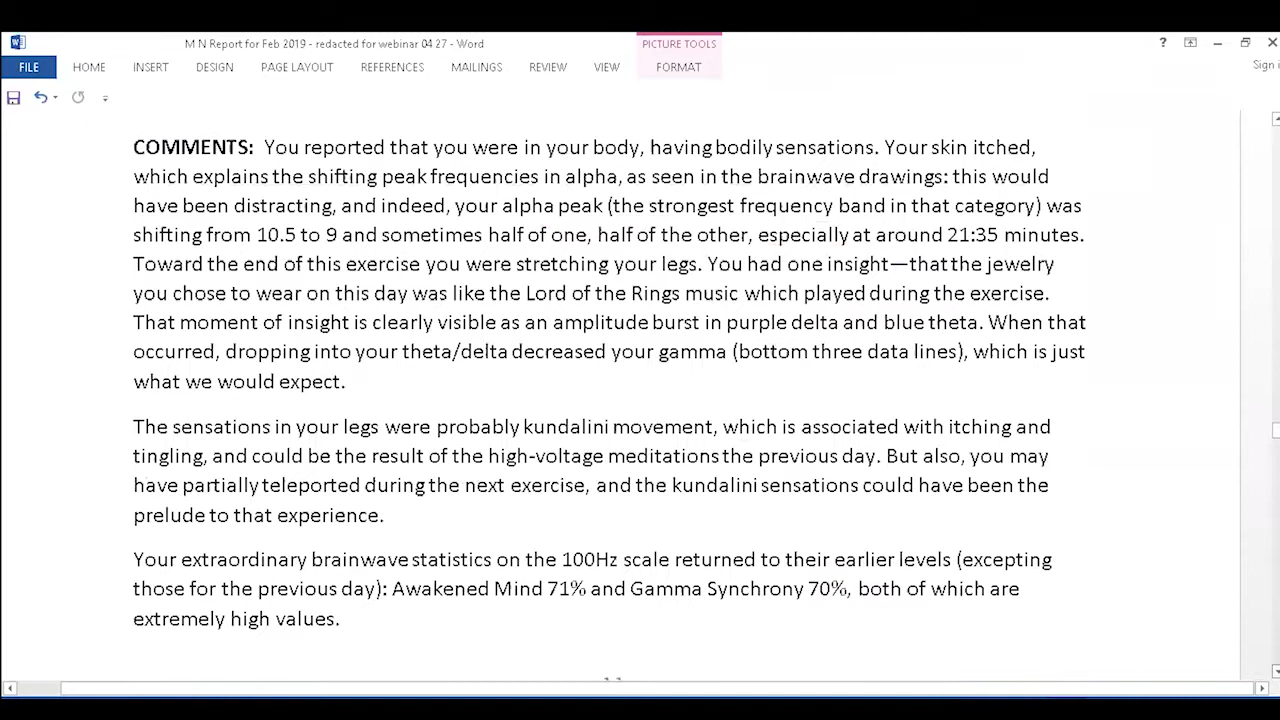 M N Report for Feb 2019 - redacted for webinar 04 27 - Word
PICTURE TOOLS
?
FILE HOME INSERT DESIGN PAGE LAYOUT REFERENCES MAILINGS REVIEW VIEW FORMAT
Sign i
COMMENTS: You reported that you were in your body, having bodily sensations. Your skin itched,
which explains the shifting peak frequencies in alpha, as seen in the brainwave drawings: this would
have been distracting, and indeed, your alpha peak (the strongest frequency band in that category) was
shifting from 10.5 to 9 and sometimes half of one, half of the other, especially at around 21:35 minutes.
Toward the end of this exercise you were stretching your legs. You had one insight—that the jewelry
you chose to wear on this day was like the Lord of the Rings music which played during the exercise.
That moment of insight is clearly visible as an amplitude burst in purple delta and blue theta. When that
occurred, dropping into your theta/delta decreased your gamma (bottom three data lines), which is just
what we would expect.
The sensations in your legs were probably kundalini movement, which is associated with itching and
tingling, and could be the result of the high-voltage meditations the previous day. But also, you may
have partially teleported during the next exercise, and the kundalini sensations could have been the
prelude to that experience.
Your extraordinary brainwave statistics on the 100Hz scale returned to their earlier levels (excepting
those for the previous day): Awakened Mind 71% and Gamma Synchrony 70%, both of which are
extremely high values.